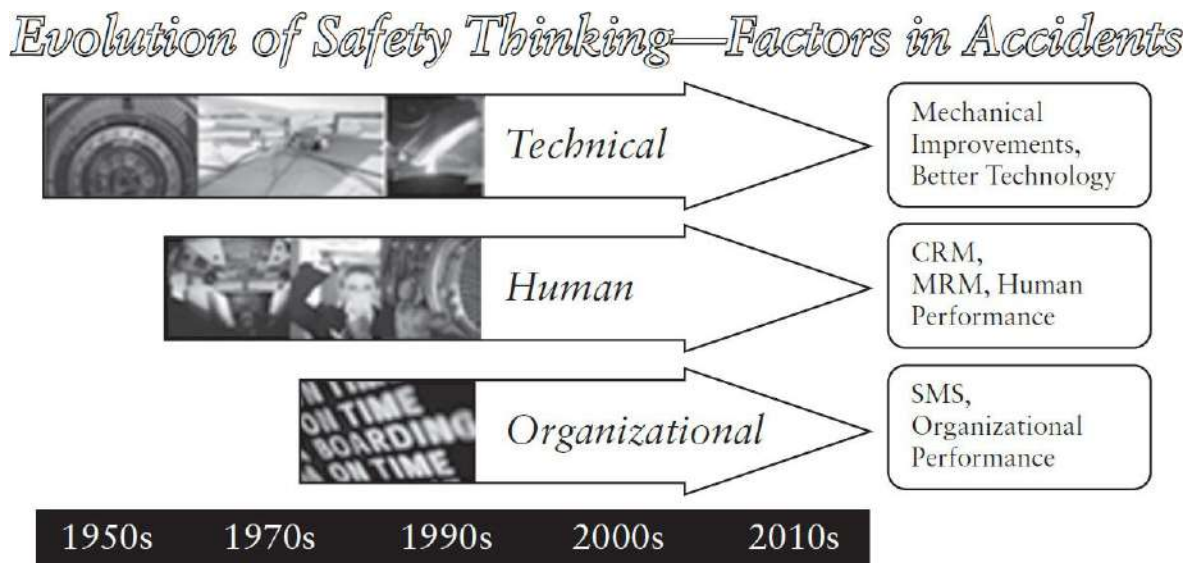 Evolution of Safety Thinking—Factors in Accidents
Technical
Mechanical
Improvements,
Better Technology
Human
CRM,
MRM, Human
Performance
ON TIME
BOARDING
ON TIME
Organizational
SMS,
Organizational
Performance
1950s 1970s 1990s 2000s 2010s